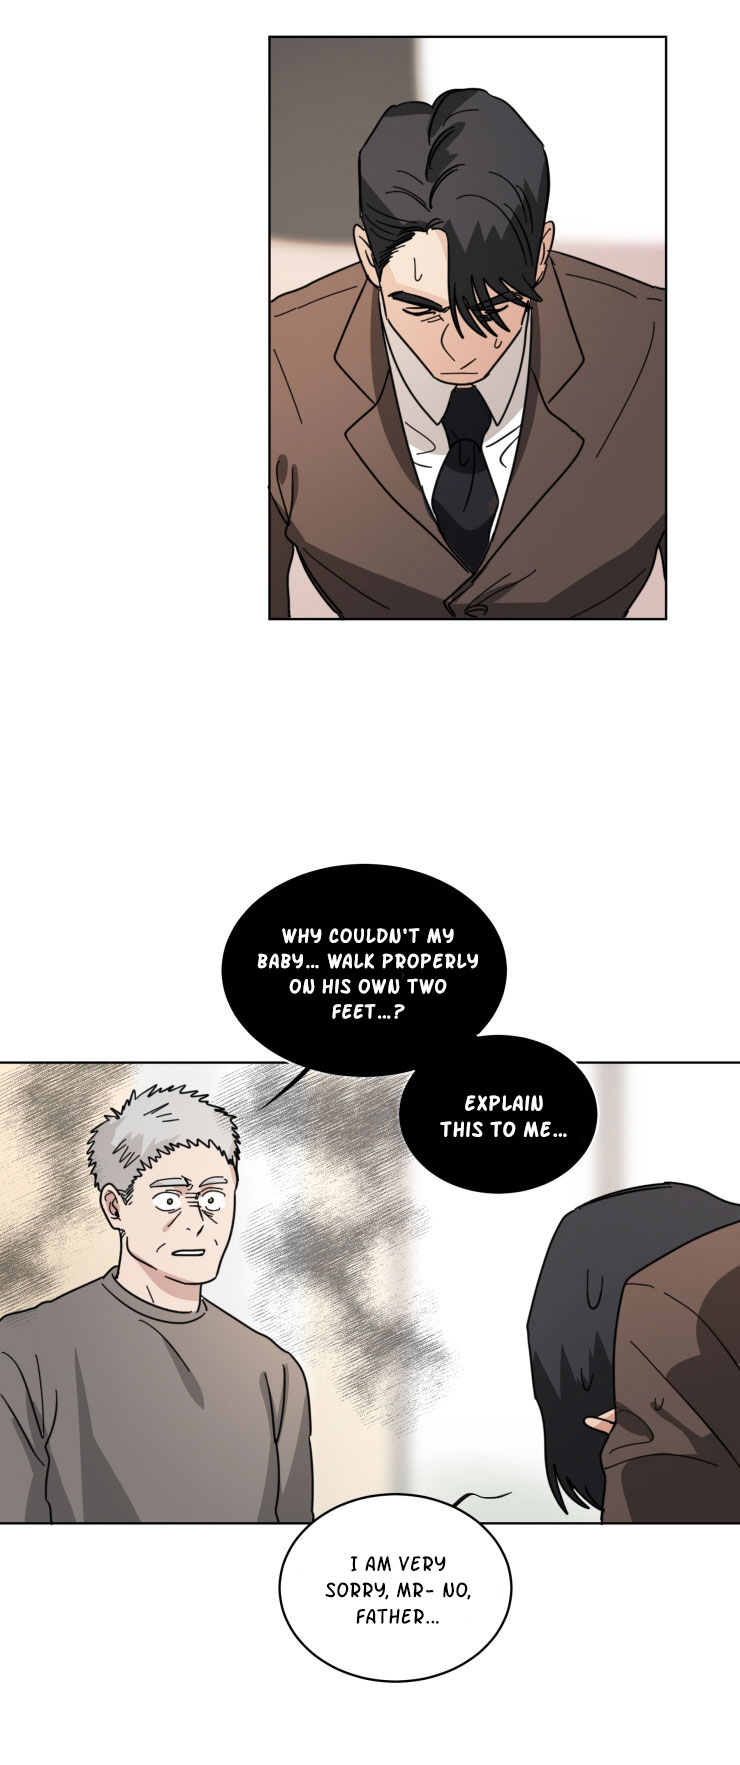 WHY COULDN'T MY
BABY... WALK PROPERLY
ON HIS OWN TWO
FEET...?
EXPLAIN
THIS TO ME...
I AM VERY
SORRY, MR- NO,
FATHER...